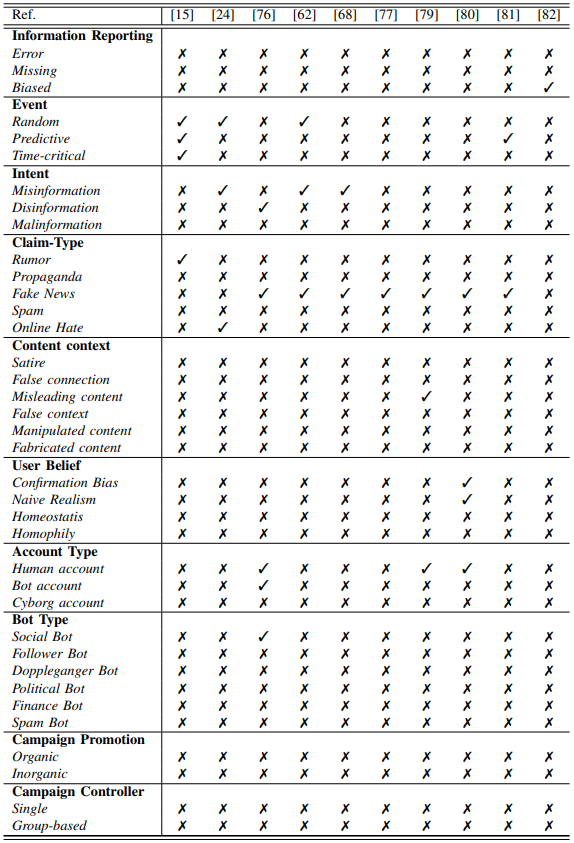 Ref. [15] [24] [76] [62] [68] [77] [79] [80] [81] [82]
Information Reporting
Error ✗ ✗ ✗ ✗ ✗ ✗ ✗ ✗ ✗ ✗
Missing ✗ ✗ ✗ ✗ ✗ ✗ ✗ ✗ ✗ ✗
Biased ✗ ✗ ✗ ✗ ✗ ✗ ✗ ✗ ✗ ✓
Event
Random ✓ ✓ ✗ ✓ ✗ ✗ ✗ ✗ ✗ ✗
Predictive ✓ ✗ ✗ ✗ ✗ ✗ ✗ ✗ ✓ ✗
Time-critical ✓ ✗ ✗ ✗ ✗ ✗ ✗ ✗ ✗ ✗
Intent
Misinformation ✗ ✓ ✗ ✓ ✓ ✗ ✗ ✗ ✗ ✗
Disinformation ✗ ✗ ✓ ✗ ✗ ✗ ✗ ✗ ✗ ✗
Malinformation ✗ ✗ ✗ ✗ ✗ ✗ ✗ ✗ ✗ ✗
Claim-Type
Rumor ✓ ✗ ✗ ✗ ✗ ✗ ✗ ✗ ✗ ✗
Propaganda ✗ ✗ ✗ ✗ ✗ ✗ ✗ ✗ ✗ ✗
Fake News ✗ ✗ ✓ ✓ ✓ ✓ ✓ ✓ ✓ ✗
Spam ✗ ✗ ✗ ✗ ✗ ✗ ✗ ✗ ✗ ✗
Online Hate ✗ ✓ ✗ ✗ ✗ ✗ ✗ ✗ ✗ ✗
Content context
Satire ✗ ✗ ✗ ✗ ✗ ✗ ✗ ✗ ✗ ✗
False connection ✗ ✗ ✗ ✗ ✗ ✗ ✗ ✗ ✗ ✗
Misleading content ✗ ✗ ✗ ✗ ✗ ✗ ✓ ✗ ✗ ✗
False context ✗ ✗ ✗ ✗ ✗ ✗ ✗ ✗ ✗ ✗
Manipulated content ✗ ✗ ✗ ✗ ✗ ✗ ✗ ✗ ✗ ✗
Fabricated content ✗ ✗ ✗ ✗ ✗ ✗ ✗ ✗ ✗ ✗
User Belief
Confirmation Bias ✗ ✗ ✗ ✗ ✗ ✗ ✗ ✓ ✗ ✗
Naive Realism ✗ ✗ ✗ ✗ ✗ ✗ ✗ ✓ ✗ ✗
Homeostatis ✗ ✗ ✗ ✗ ✗ ✗ ✗ ✗ ✗ ✗
Homophily ✗ ✗ ✗ ✗ ✗ ✗ ✗ ✗ ✗ ✗
Account Type
Human account ✗ ✗ ✓ ✗ ✗ ✗ ✓ ✓ ✗ ✗
Bot account ✗ ✗ ✓ ✗ ✗ ✗ ✗ ✗ ✗ ✗
Cyborg account ✗ ✗ ✗ ✗ ✗ ✗ ✗ ✗ ✗ ✗
Bot Type
Social Bot ✗ ✗ ✓ ✗ ✗ ✗ ✗ ✗ ✗ ✗
Follower Bot ✗ ✗ ✗ ✗ ✗ ✗ ✗ ✗ ✗ ✗
Doppleganger Bot ✗ ✗ ✗ ✗ ✗ ✗ ✗ ✗ ✗ ✗
Political Bot ✗ ✗ ✗ ✗ ✗ ✗ ✗ ✗ ✗ ✗
Finance Bot ✗ ✗ ✗ ✗ ✗ ✗ ✗ ✗ ✗ ✗
Spam Bot ✗ ✗ ✗ ✗ ✗ ✗ ✗ ✗ ✗ ✗
Campaign Promotion
Organic ✗ ✗ ✗ ✗ ✗ ✗ ✗ ✗ ✗ ✗
Inorganic ✗ ✗ ✗ ✗ ✗ ✗ ✗ ✗ ✗ ✗
Campaign Controller
Single ✗ ✗ ✗ ✗ ✗ ✗ ✗ ✗ ✗ ✗
Group-based ✗ ✗ ✗ ✗ ✗ ✗ ✗ ✗ ✗ ✗